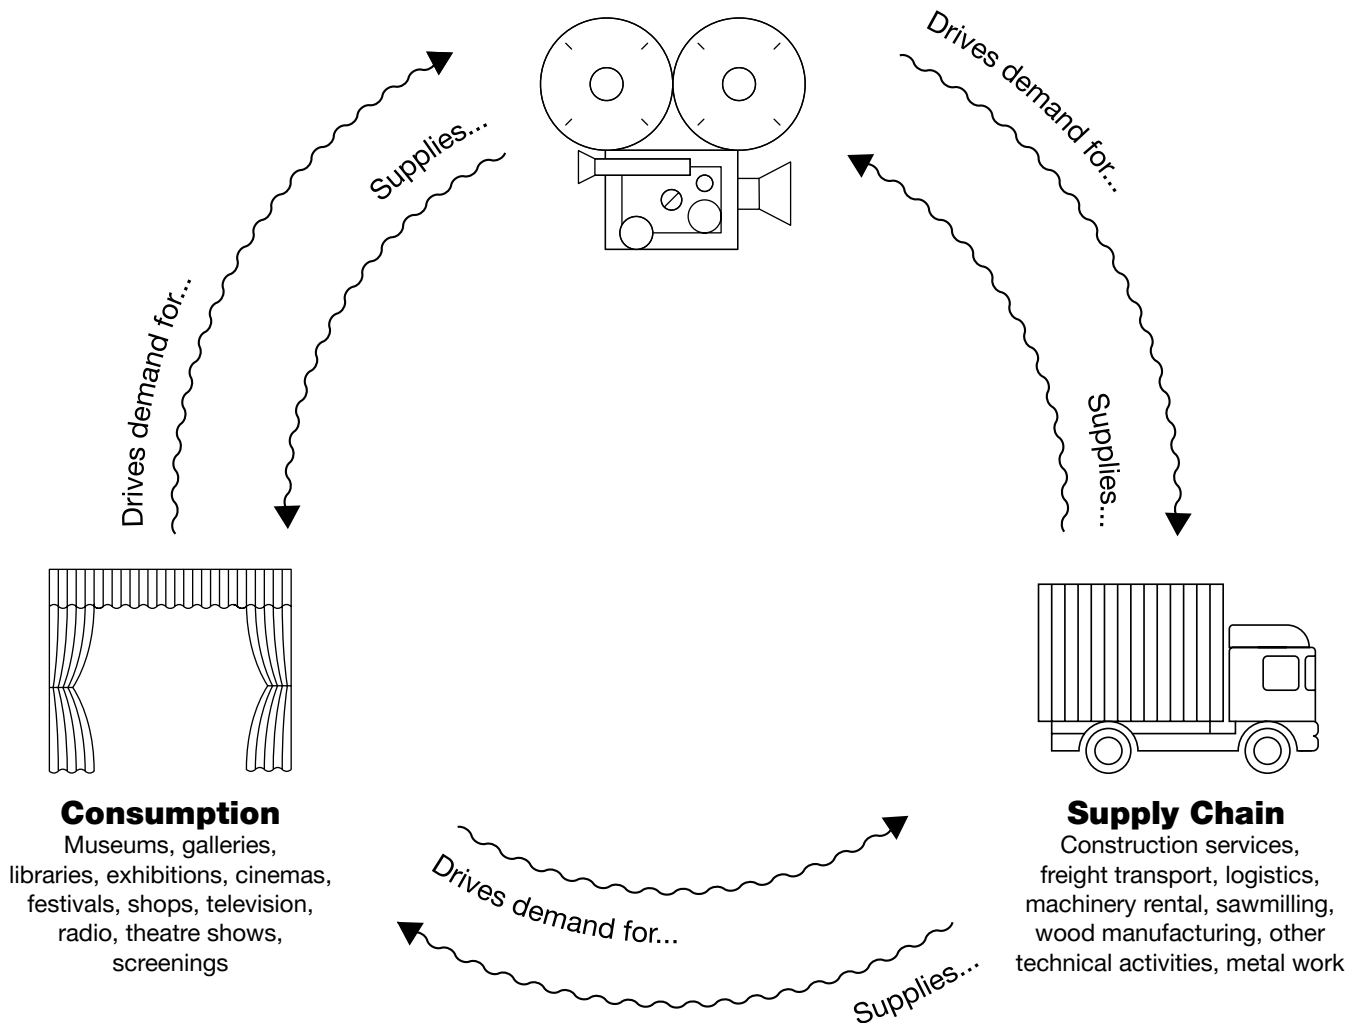 Drives demand for...
Supplies...
Drives demand for...
Supplies...
Consumption
Museums, galleries,
libraries, exhibitions, cinemas,
festivals, shops, television,
radio, theatre shows,
screenings
Supply Chain
Construction services,
freight transport, logistics,
machinery rental, sawmilling,
wood manufacturing, other
technical activities, metal work
Drives demand for...
Supplies...